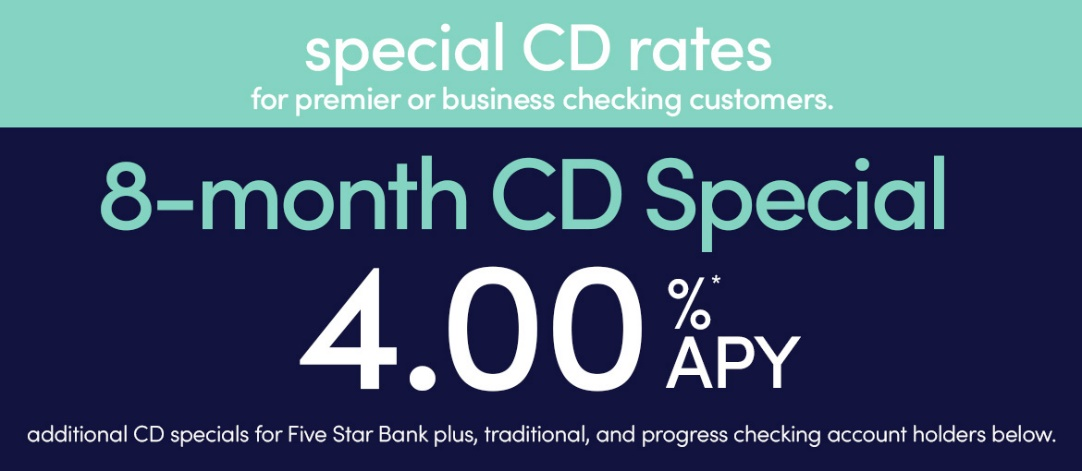 special CD rates
for premier or business checking customers.
8-month CD Special
4.00%* APY
additional CD specials for Five Star Bank plus, traditional, and progress checking account holders below.